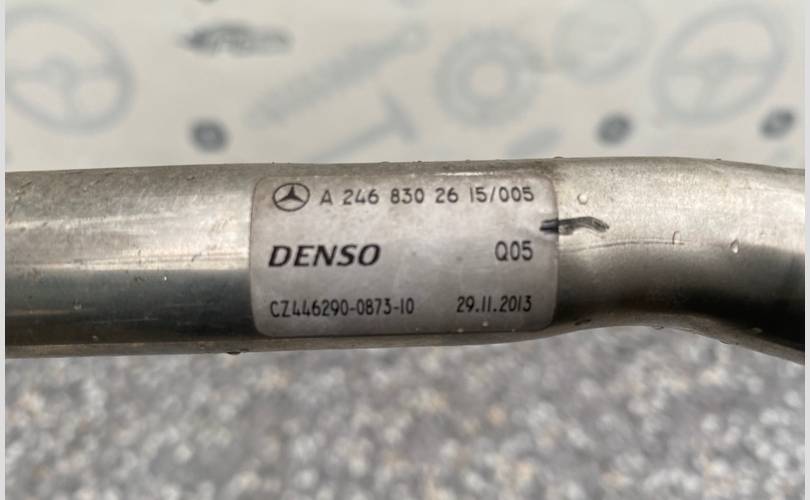 A 246 830 26 15/005
DENSO Q05
CZ446290-0873-10 29.11.2013